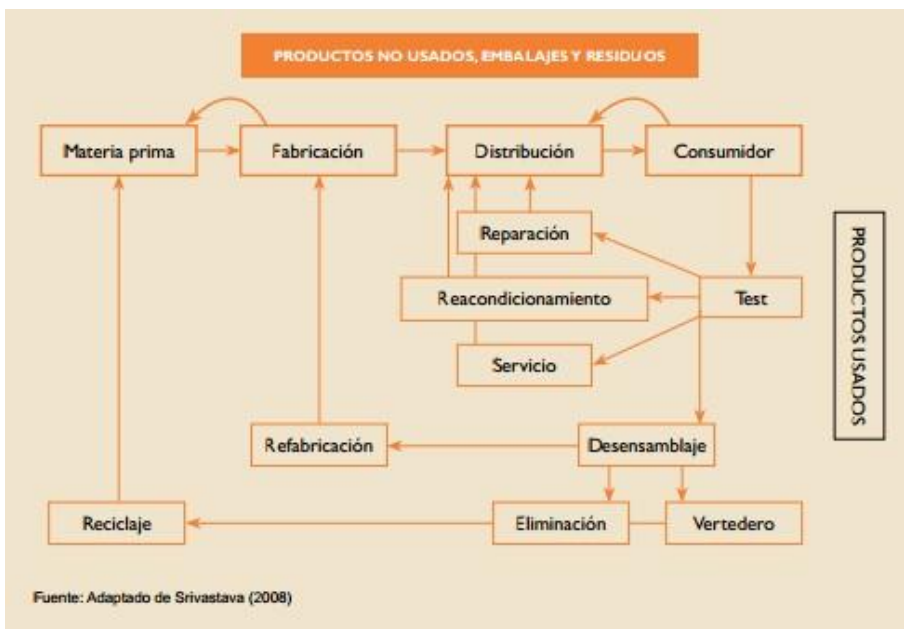 PRODUCTOS NO USADOS, EMBALAJES Y RESIDUOS
Materia prima
Fabricación
Distribución
Consumidor
Reparación
Reacondicionamiento
Test
Servicio
PRODUCTOS USADOS
Refabricación
Desensamblaje
Reciclaje
Eliminación
Vertedero
Fuente: Adaptado de Srivastava (2008)